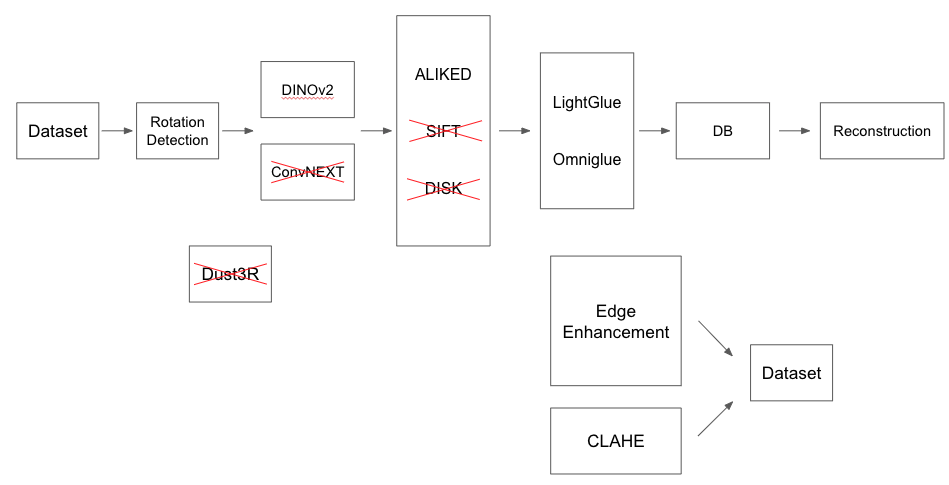 Dataset
Rotation
Detection
DINOv2
ConvNEXT
ALIKED
SIFT
DISK
LightGlue
Omniglue
DB
Reconstruction
Dust3R
Edge
Enhancement
CLAHE
Dataset